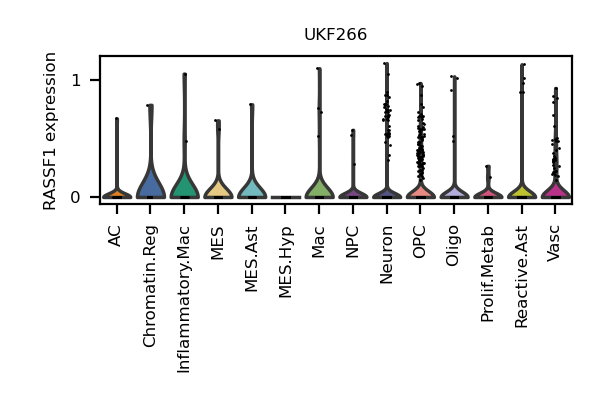 UKF266
RASSF1 expression
1
0
AC
Chromatin.Reg
Inflammatory.Mac
MES
MES.Ast
MES.Hyp
Mac
NPC
Neuron
OPC
Oligo
Prolif.Metab
Reactive.Ast
Vasc